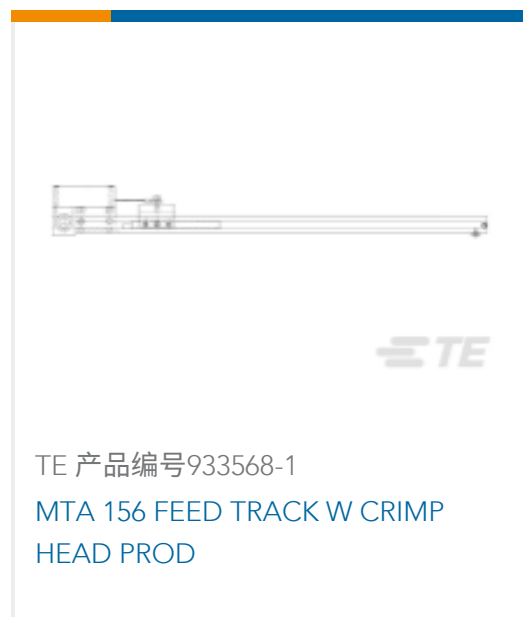 TE
TE 产品编号933568-1
MTA 156 FEED TRACK W CRIMP
HEAD PROD